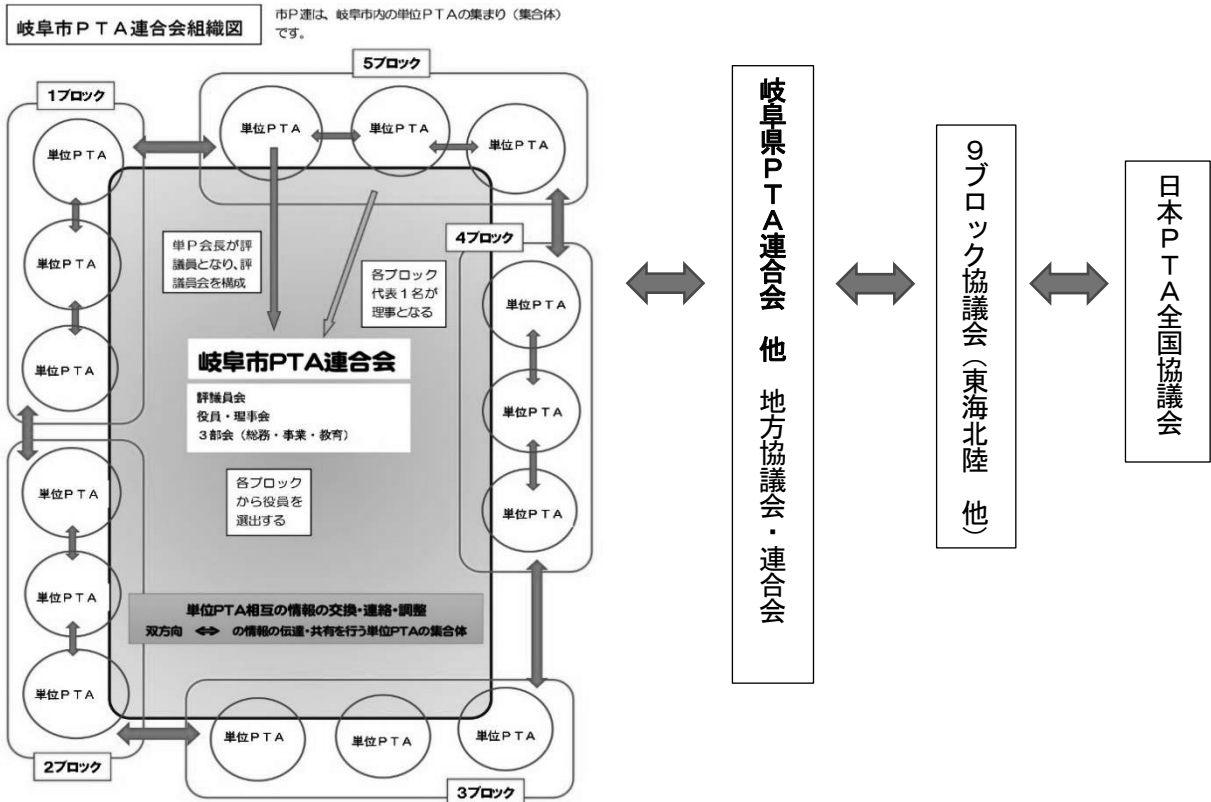 岐阜市ＰＴＡ連合会組織図
市Ｐ連は、岐阜市内の単位ＰＴＡの集まり（集合体）
です。
5ブロック
単位ＰＴＡ
単位ＰＴＡ
単位ＰＴＡ
1ブロック
単位ＰＴＡ
単位ＰＴＡ
単位ＰＴＡ
単Ｐ会長が評
議員となり、評
議員会を構成
各ブロック
代表１名が
理事となる
4ブロック
単位ＰＴＡ
単位ＰＴＡ
単位ＰＴＡ
岐阜市PTA連合会
評議員会
役員・理事会
３部会（総務・事業・教育）
各ブロック
から役員を
選出する
単位ＰＴＡ
単位ＰＴＡ
単位ＰＴＡ
2ブロック
単位PTA相互の情報の交換・連絡・調整
双方向 ⇔ の情報の伝達・共有を行う単位PTAの集合体
単位ＰＴＡ
単位ＰＴＡ
単位ＰＴＡ
3ブロック
岐阜県ＰＴＡ連合会　他　地方協議会・連合会
９ブロック協議会（東海北陸　他）
日本ＰＴＡ全国協議会